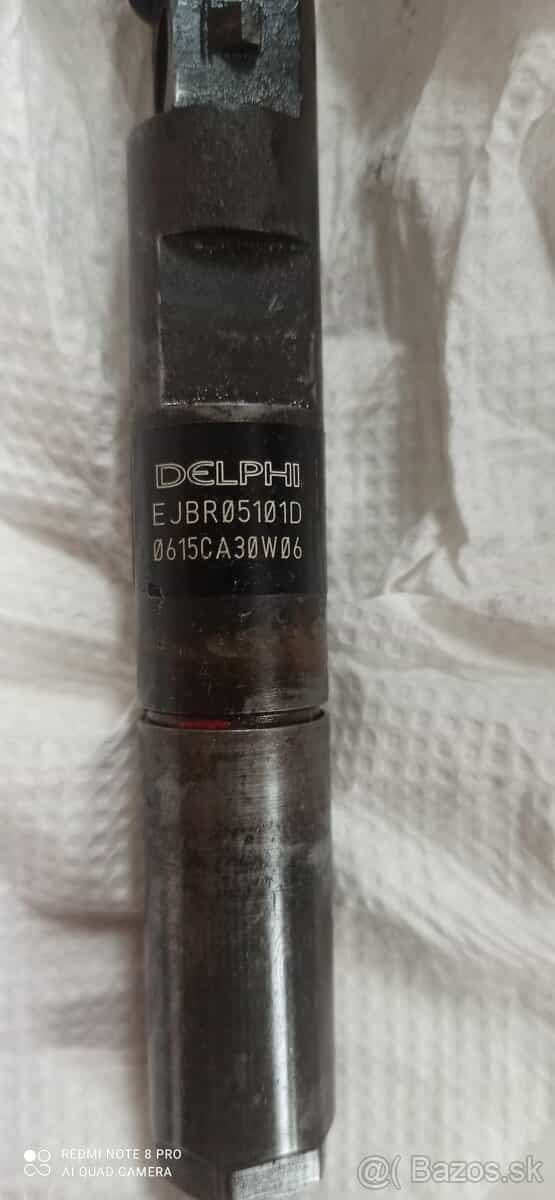 DELPHI
EJBR05101D
0615CA30W06
REDMI NOTE 8 PRO
AI QUAD CAMERA
@( Bazos.sk